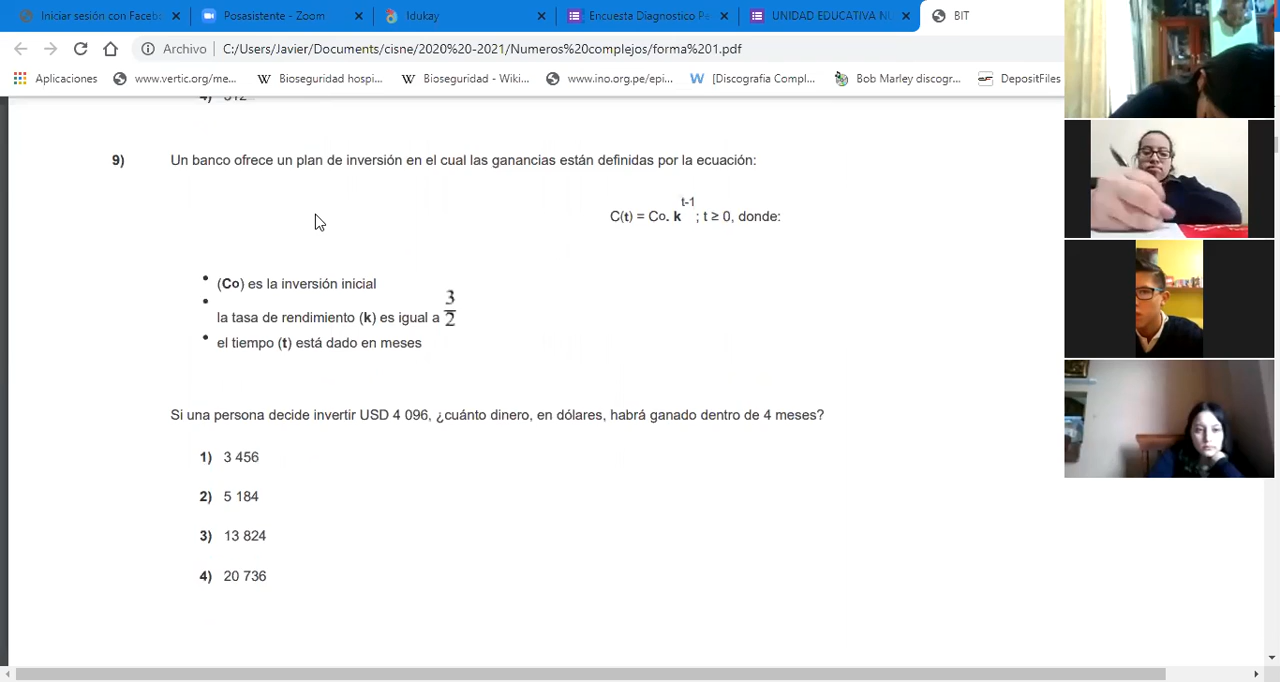 Iniciar sesión con Faceb
Posasistente - Zoom
Idukay
Encuesta Diagnostico Pe
UNIDAD EDUCATIVA NU
BIT
Archivo
C:/Users/Javier/Documents/cisne/2020%20-2021/Numeros%20complejos/forma%201.pdf
Aplicaciones
www.vertic.org/me...
Bioseguridad hospi...
Bioseguridad - Wiki...
www.ino.org.pe/epi...
[Discografia Compl...
Bob Marley discogr...
DepositFiles
4) 512
9) Un banco ofrece un plan de inversión en el cual las ganancias están definidas por la ecuación:
t-1
C(t) = Co. k ; t ≥ 0, donde:
• (Co) es la inversión inicial
• la tasa de rendimiento (k) es igual a 3/2
• el tiempo (t) está dado en meses
Si una persona decide invertir USD 4 096, ¿cuánto dinero, en dólares, habrá ganado dentro de 4 meses?
1) 3 456
2) 5 184
3) 13 824
4) 20 736